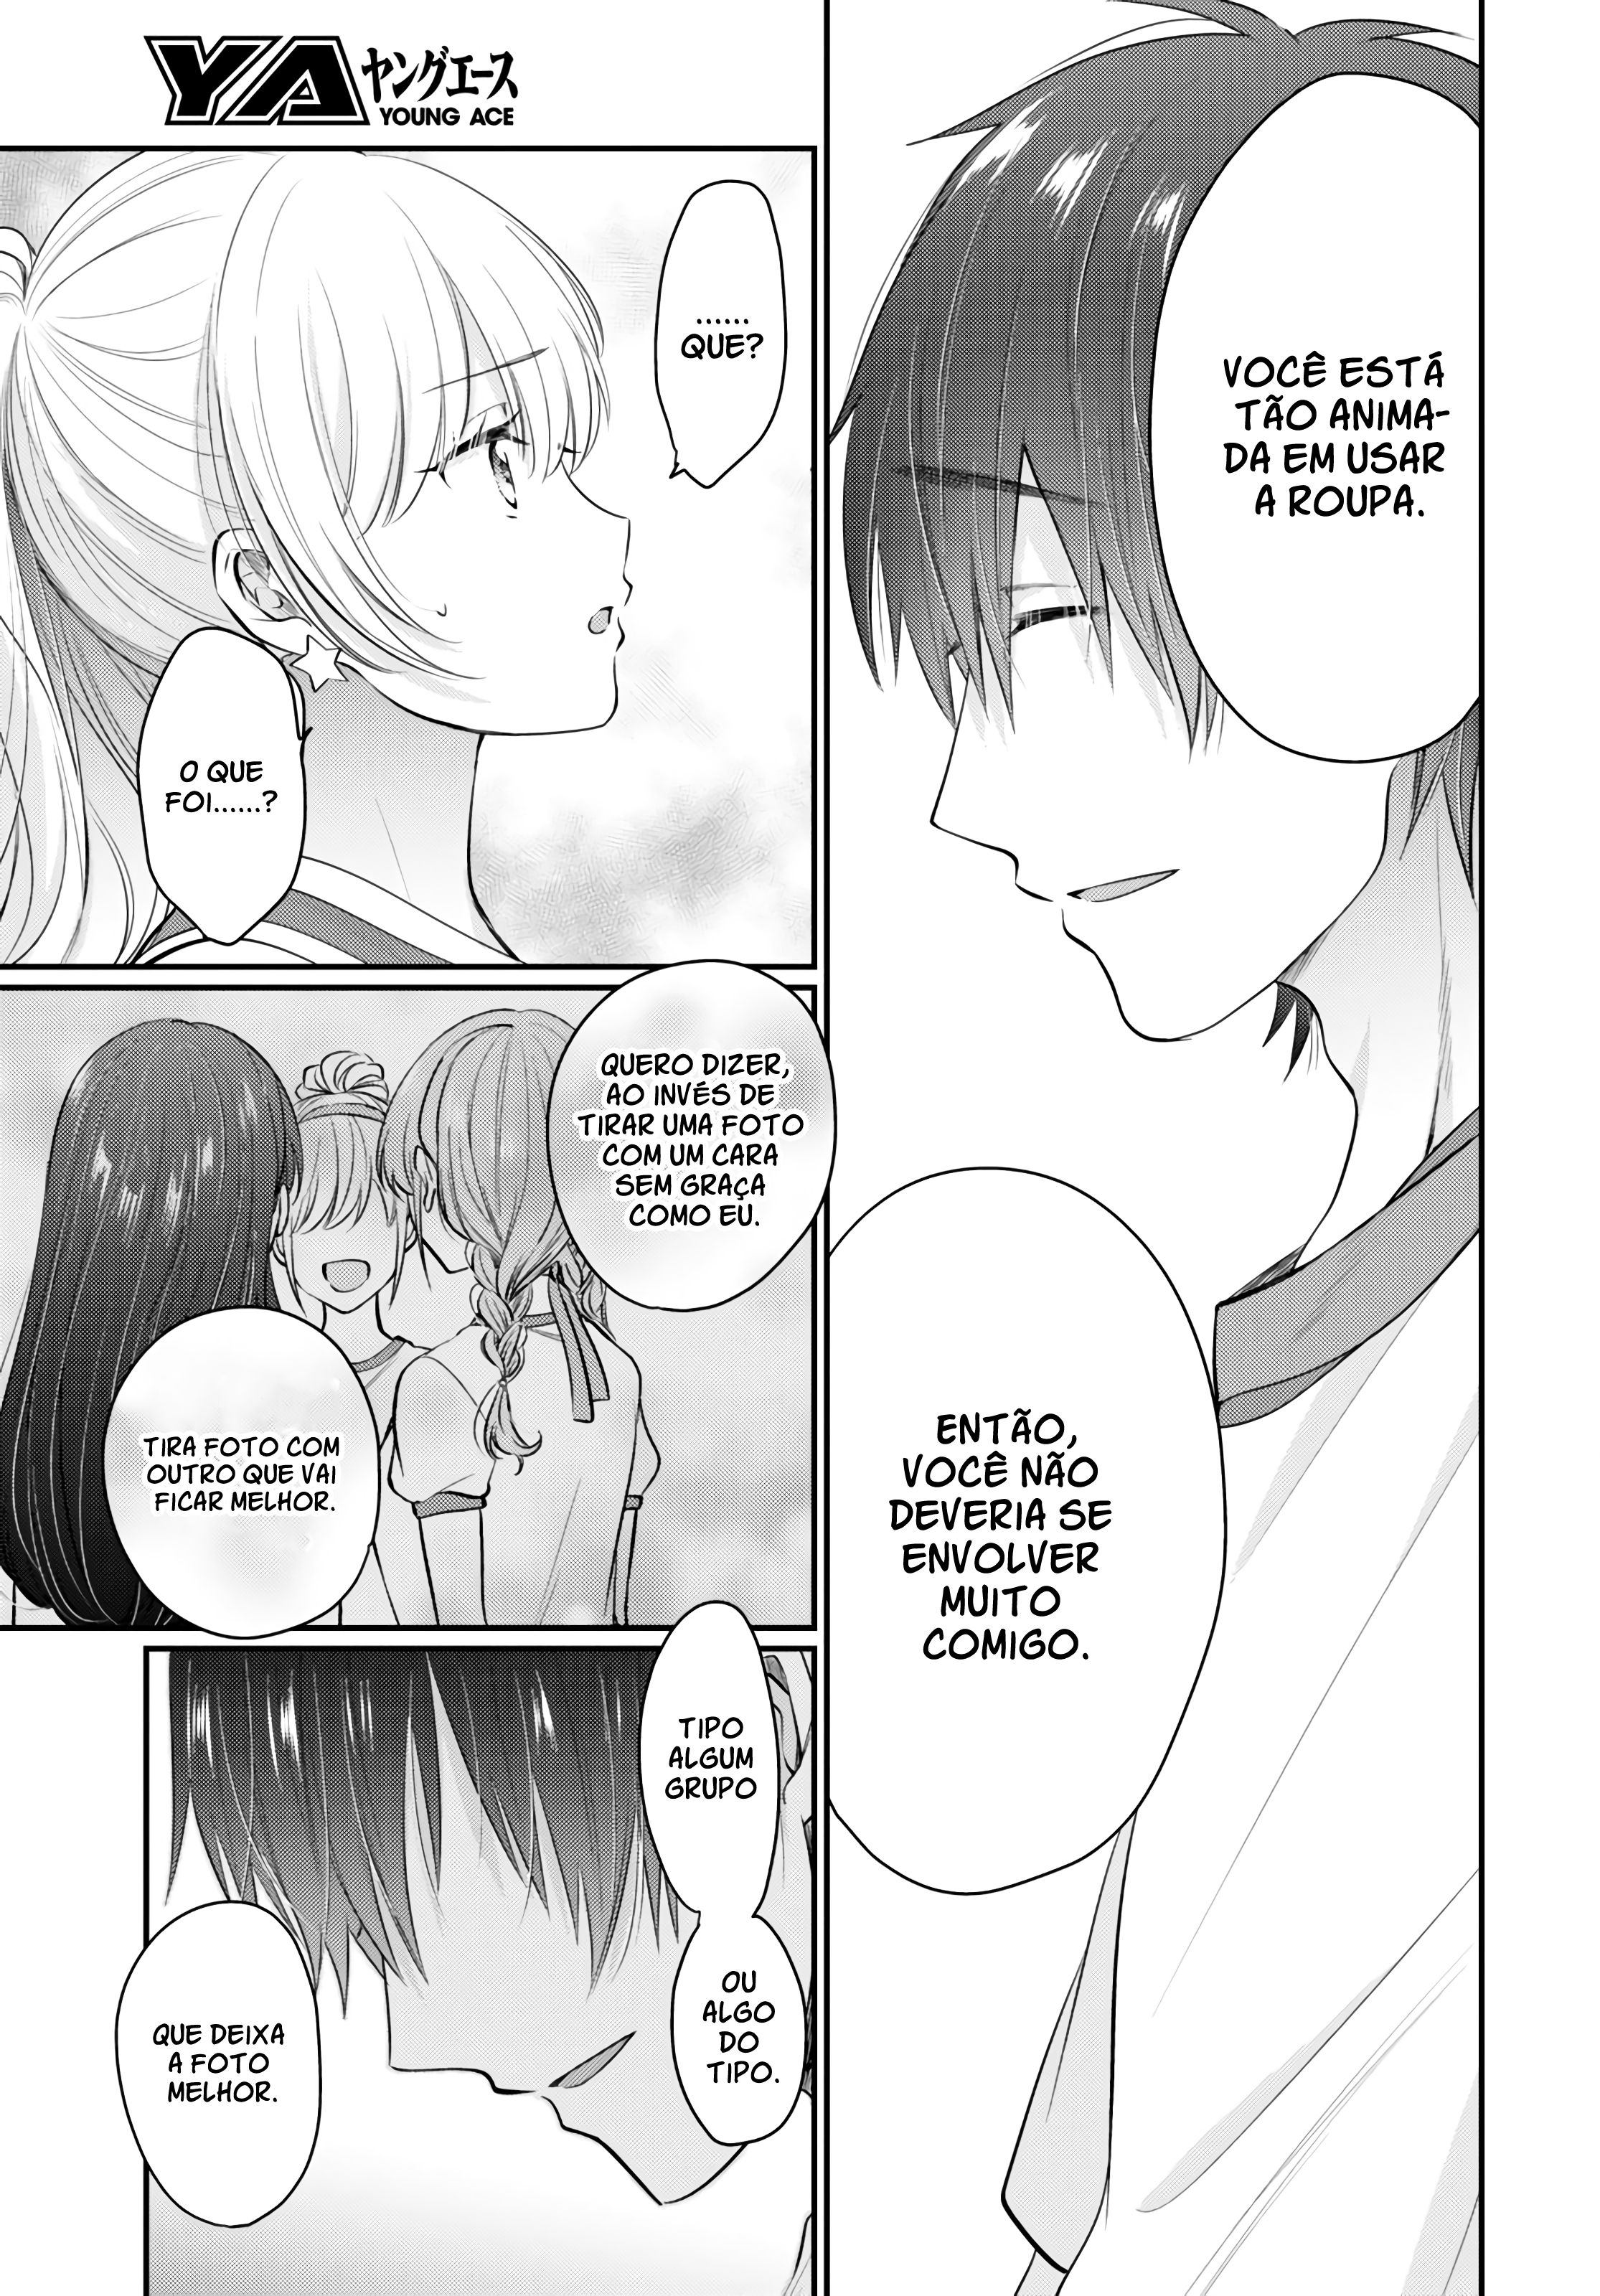 YA ヤングエース
YOUNG ACE
VOCÊ ESTÁ
TÃO ANIMA-
DA EM USAR
A ROUPA.
ENTÃO,
VOCÊ NÃO
DEVERIA SE
ENVOLVER
MUITO
COMIGO.
......
QUE?
O QUE
FOI......?
QUERO DIZER,
AO INVÉS DE
TIRAR UMA FOTO
COM UM CARA
SEM GRAÇA
COMO EU.
TIRA FOTO COM
OUTRO QUE VAI
FICAR MELHOR.
TIPO
ALGUM
GRUPO
OU
ALGO
DO
TIPO.
QUE DEIXA
A FOTO
MELHOR.